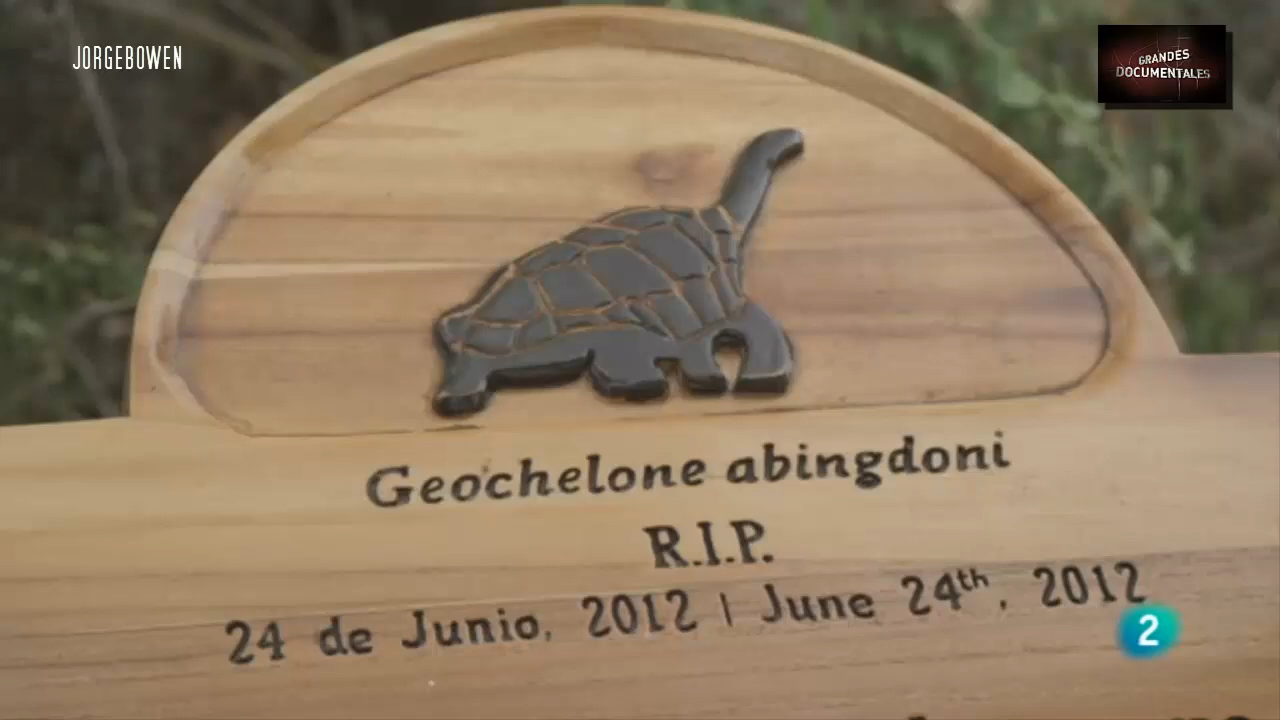 JORGEBOWEN
GRANDES
DOCUMENTALES
Geochelone abingdoni
R.I.P.
24 de Junio, 2012 | June 24th, 2012
2